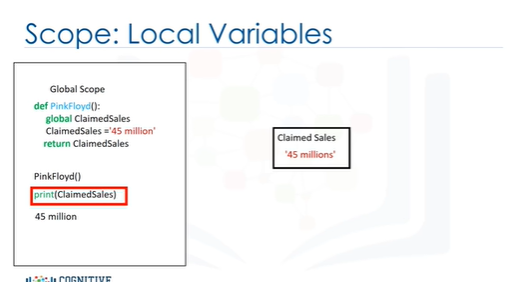 Scope: Local Variables
Global Scope
def PinkFloyd():
global ClaimedSales
ClaimedSales ='45 million'
return ClaimedSales
PinkFloyd()
print(ClaimedSales)
45 million
Claimed Sales
'45 millions'
COGNITIVE